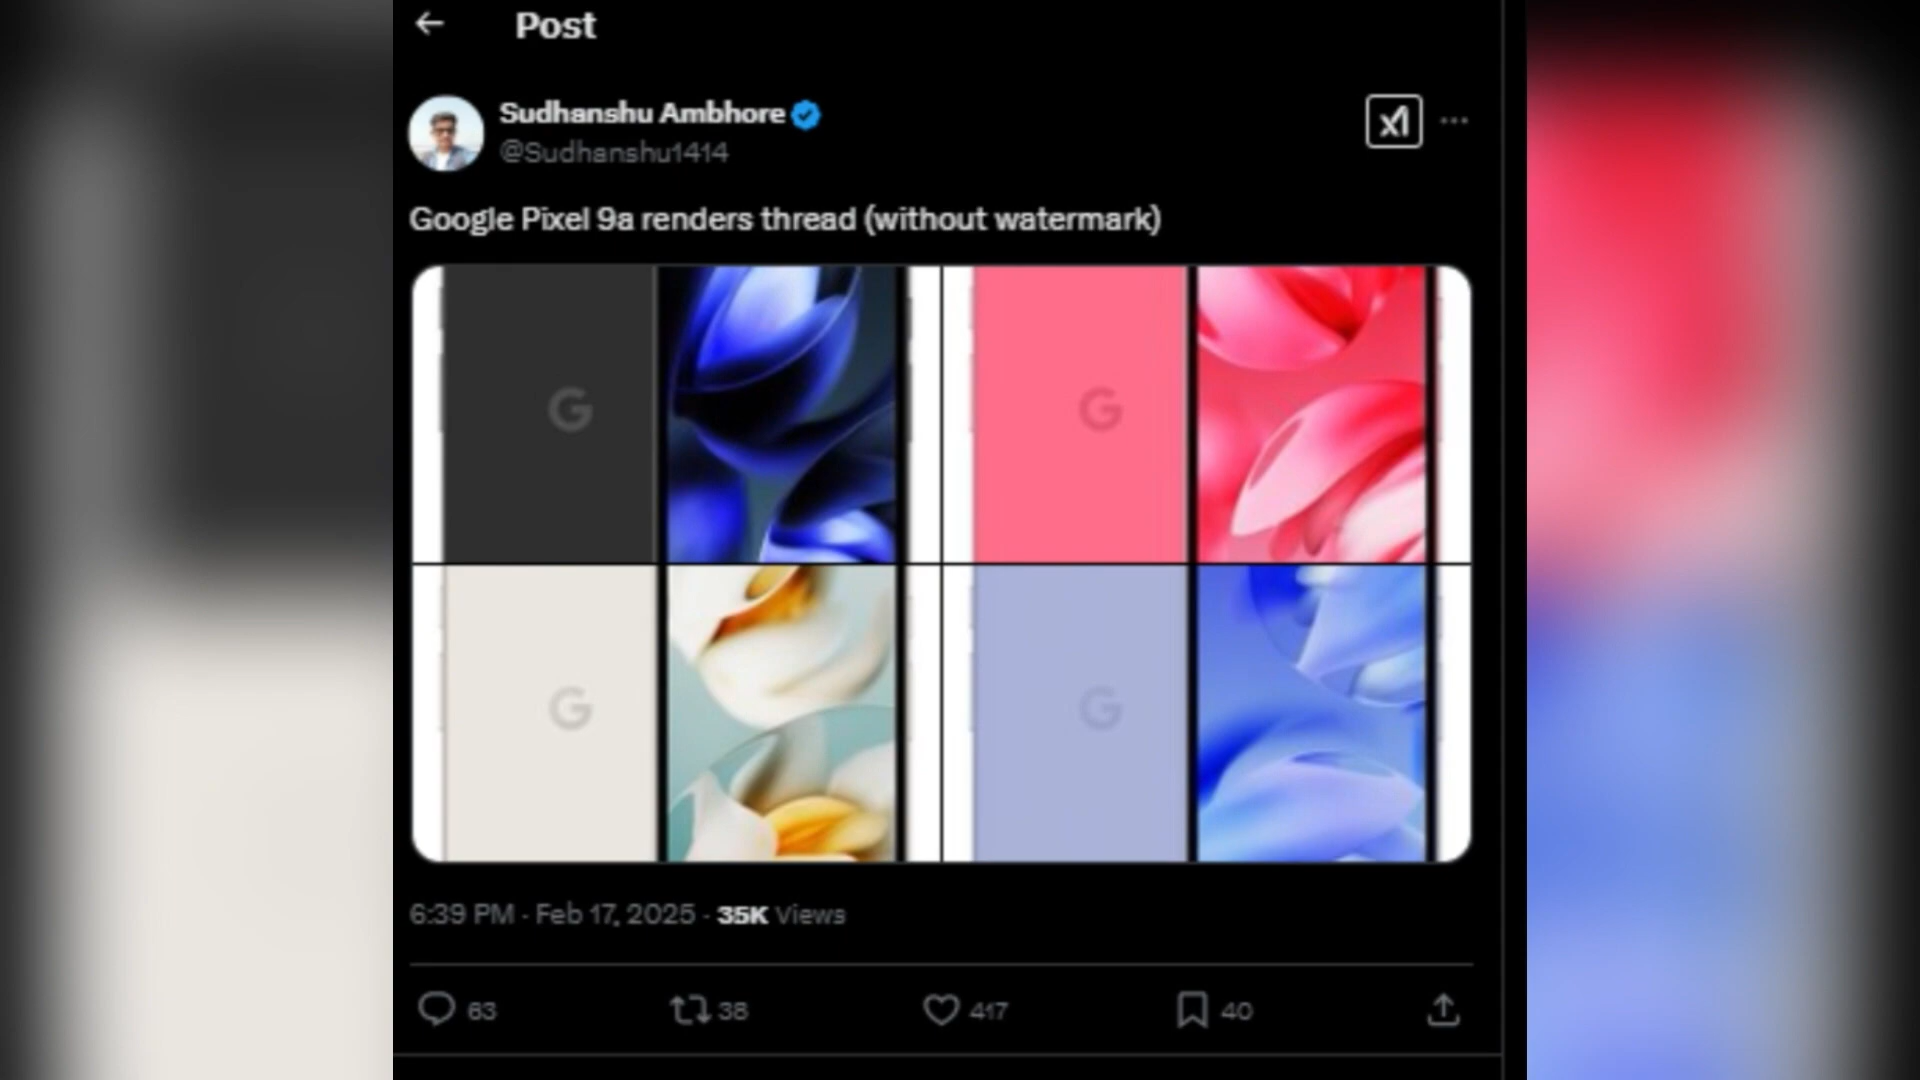 Post
Sudhanshu Ambhore
@Sudhanshu1414
Google Pixel 9a renders thread (without watermark)
G G
G G
6:39 PM · Feb 17, 2025 · 35K Views
63 38 417 40